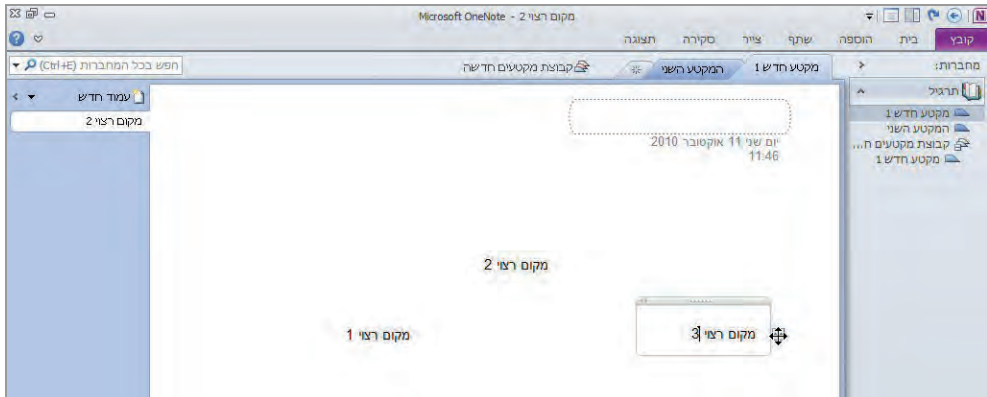 מקום רצוי 2 - Microsoft OneNote
קובץ בית הוספה שתף צייר סקירה תצוגה
מחברות:
מקטע חדש 1 המקטע השני קבוצת מקטעים חדשה
חפש בכל המחברות (Ctrl+E)
תרגיל
מקטע חדש 1
המקטע השני
קבוצת מקטעים ח...
מקטע חדש 1
יום שני 11 אוקטובר 2010
11:46
מקום רצוי 2
מקום רצוי 3
מקום רצוי 1
עמוד חדש
מקום רצוי 2